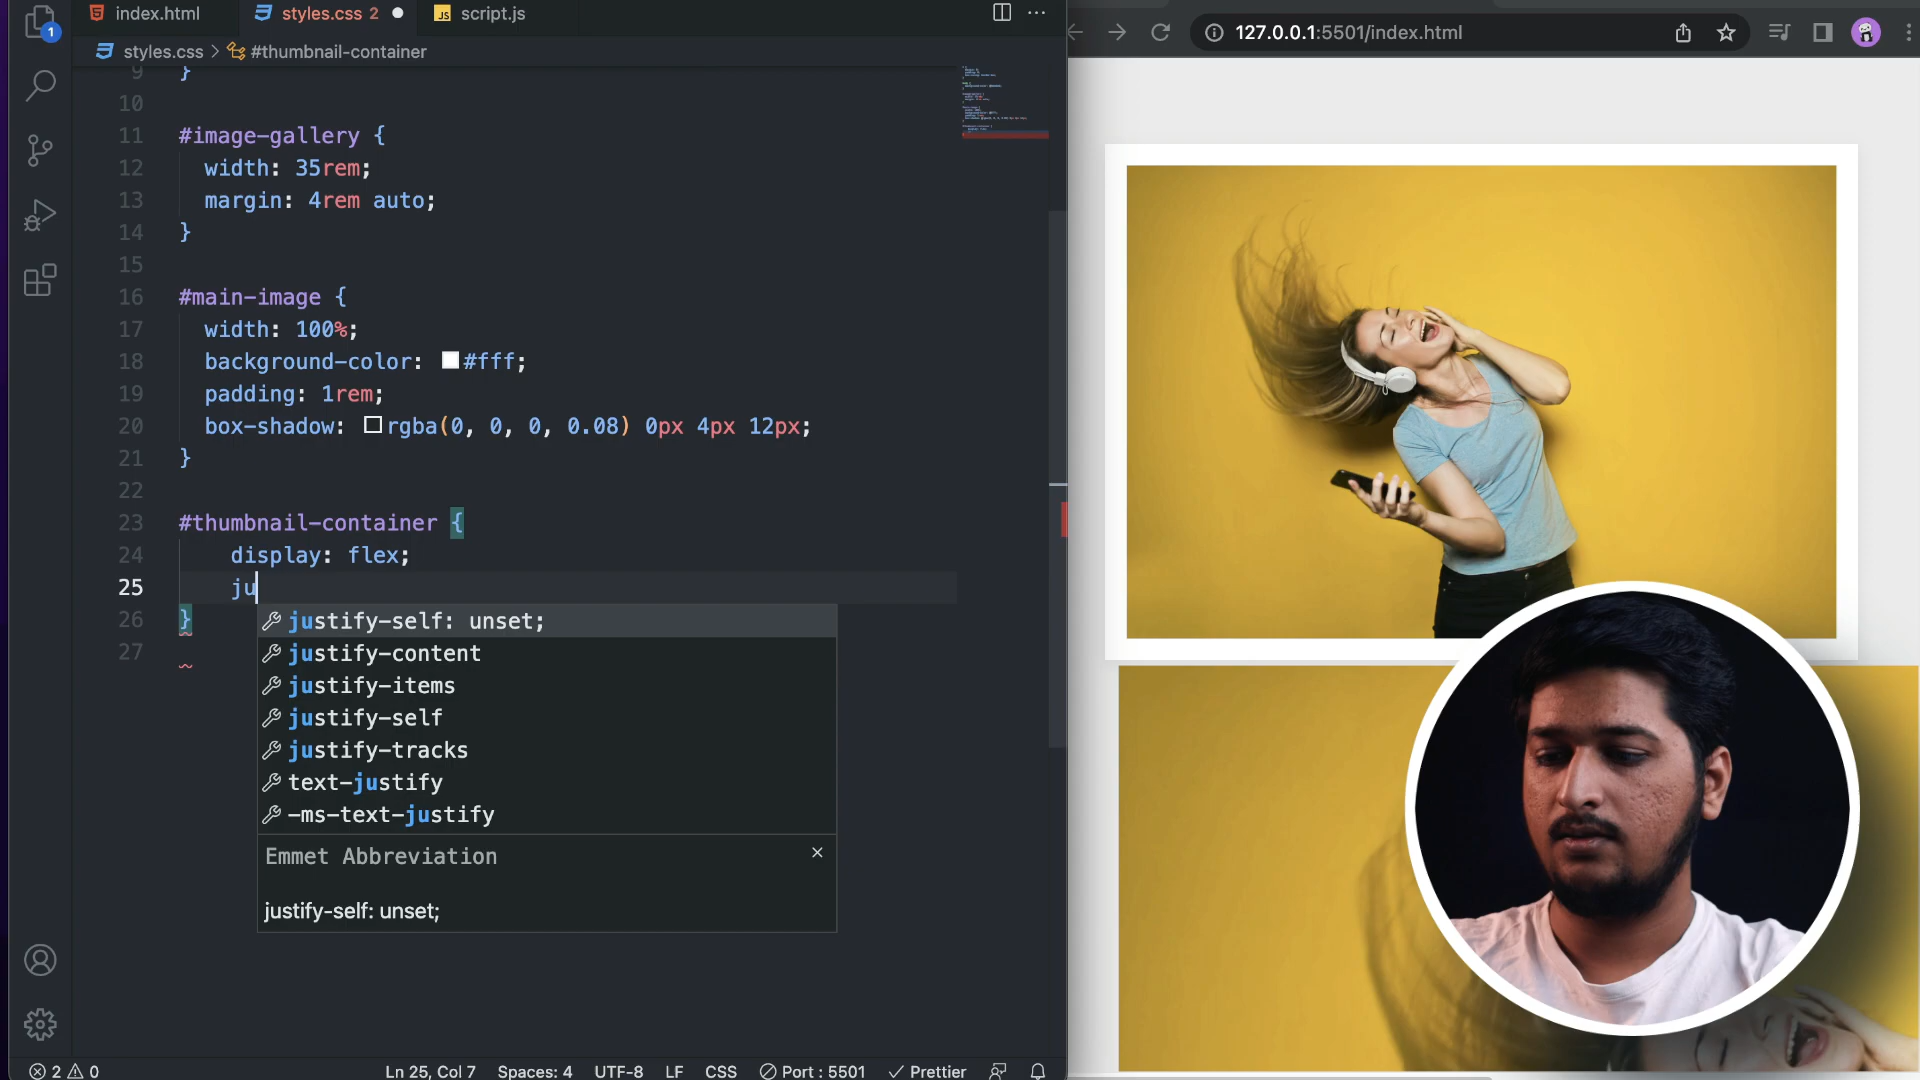 index.html
styles.css 2
script.js
127.0.0.1:5501/index.html
styles.css > #thumbnail-container
9 }
10
11 #image-gallery {
12 width: 35rem;
13 margin: 4rem auto;
14 }
15
16 #main-image {
17 width: 100%;
18 background-color: #fff;
19 padding: 1rem;
20 box-shadow: rgba(0, 0, 0, 0.08) 0px 4px 12px;
21 }
22
23 #thumbnail-container {
24 display: flex;
25 ju
26 }
27
justify-self: unset;
justify-content
justify-items
justify-self
justify-tracks
text-justify
-ms-text-justify
Emmet Abbreviation
justify-self: unset;
1
2 0 Ln 25, Col 7 Spaces: 4 UTF-8 LF CSS Port : 5501 Prettier